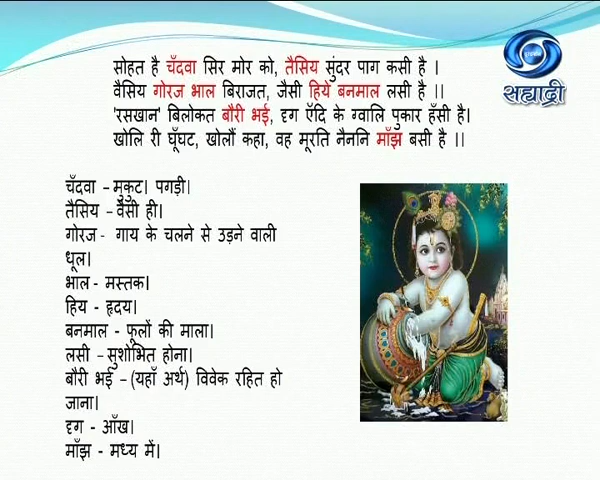 सोहत है चँदवा सिर मोर को, तैसिय सुंदर पाग कसी है ।
वैसिय गोरज भाल बिराजत, जैसी हिये बनमाल लसी है ।।
'रसखान' बिलोकत बौरी भई, दृग ऍदि के ग्वालि पुकार हँसी है।
खोलि री घूँघट, खोलौं कहा, वह मूरति नैननि माँझ बसी है ।।
सह्याद्री
चँदवा – मुकुट। पगड़ी।
तैसिय – वैसी ही।
गोरज - गाय के चलने से उड़ने वाली
धूल।
भाल - मस्तक।
हिय - हृदय।
बनमाल - फूलों की माला।
लसी – सुशोभित होना।
बौरी भई – (यहाँ अर्थ) विवेक रहित हो
जाना।
दृग - आँख।
माँझ - मध्य में।